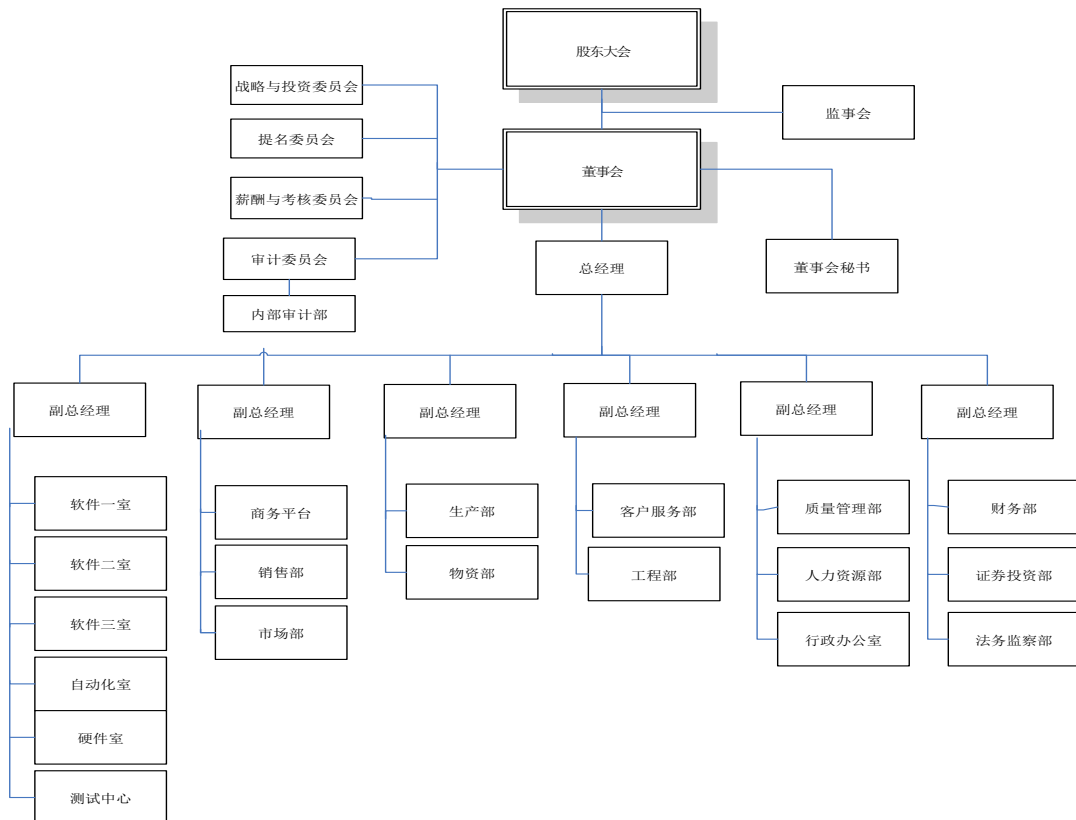 股东大会
战略与投资委员会
监事会
提名委员会
董事会
薪酬与考核委员会
审计委员会
总经理
董事会秘书
内部审计部
副总经理
副总经理
副总经理
副总经理
副总经理
副总经理
软件一室
软件二室
软件三室
自动化室
硬件室
测试中心
商务平台
销售部
市场部
生产部
物资部
客户服务部
工程部
质量管理部
人力资源部
行政办公室
财务部
证券投资部
法务监察部